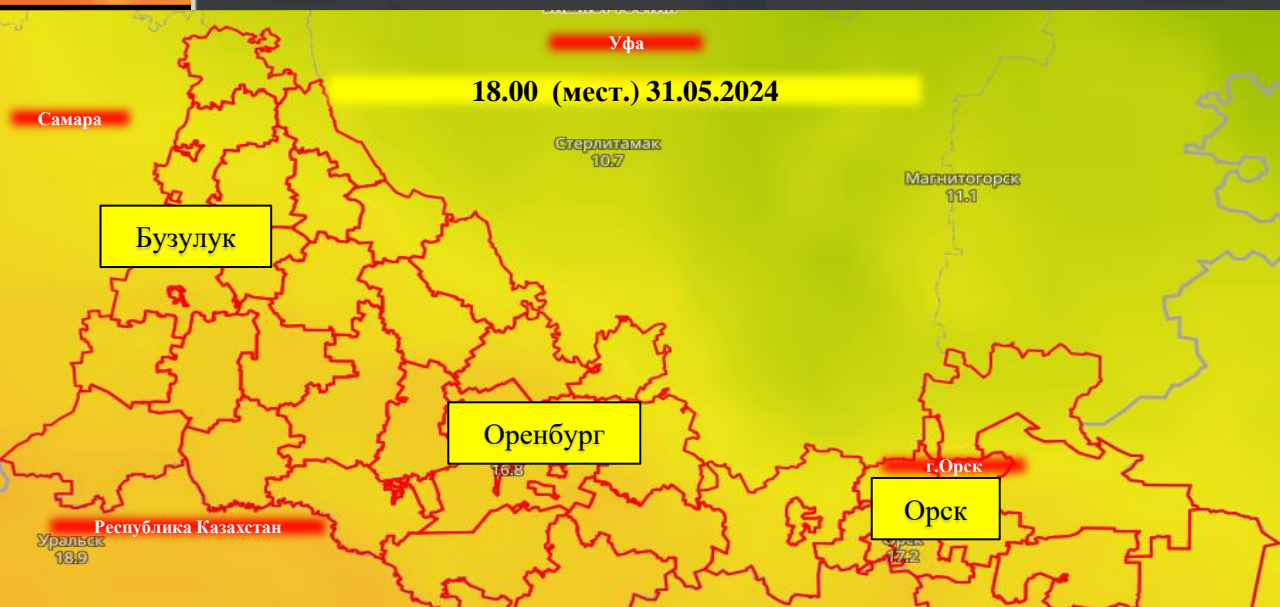 Уфа
18.00 (мест.) 31.05.2024
Самара
Стерлитамак
10.7
Магнитогорск
11.1
Бузулук
Оренбург
16.8
г.Орск
Орск
Республика Казахстан
Уральск
18.9
Орск
17.2